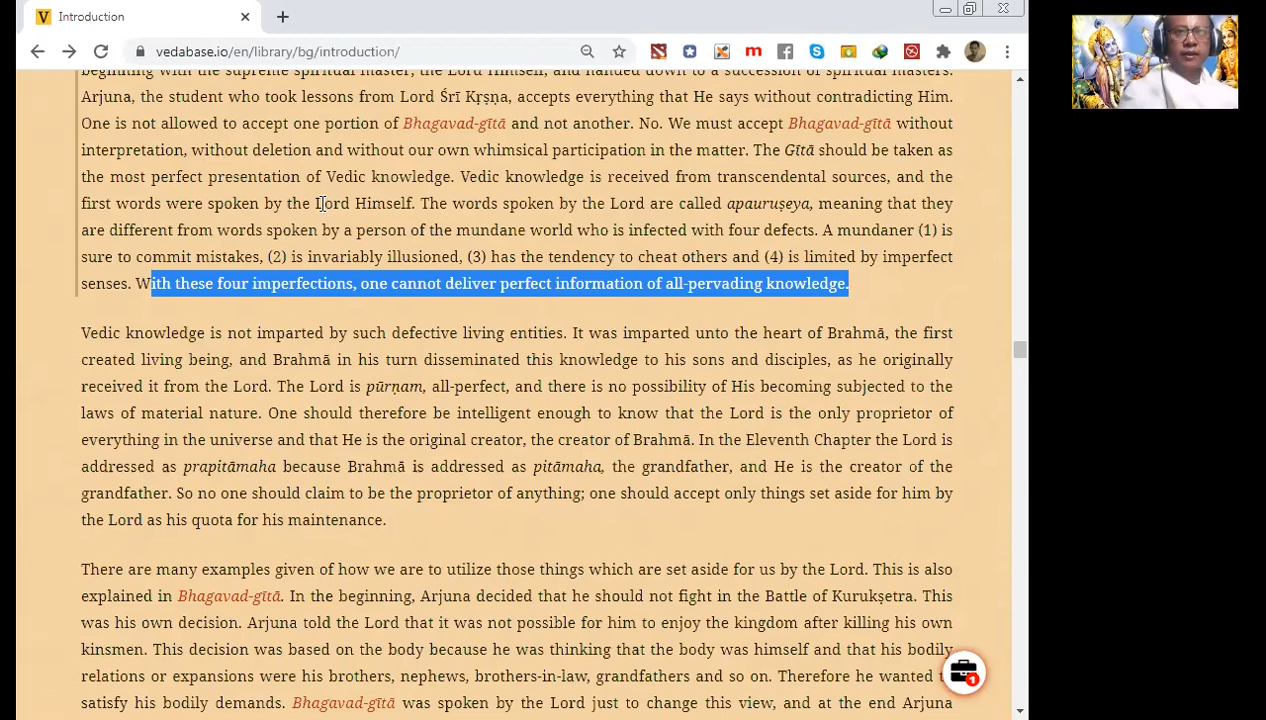 Introduction
vedabase.io/en/library/bg/introduction/
beginning with the supreme spiritual master, the Lord Himself, and handed down to a succession of spiritual masters.
Arjuna, the student who took lessons from Lord Śrī Kṛṣṇa, accepts everything that He says without contradicting Him.
One is not allowed to accept one portion of Bhagavad-gītā and not another. No. We must accept Bhagavad-gītā without
interpretation, without deletion and without our own whimsical participation in the matter. The Gītā should be taken as
the most perfect presentation of Vedic knowledge. Vedic knowledge is received from transcendental sources, and the
first words were spoken by the Lord Himself. The words spoken by the Lord are called apauruṣeya, meaning that they
are different from words spoken by a person of the mundane world who is infected with four defects. A mundaner (1) is
sure to commit mistakes, (2) is invariably illusioned, (3) has the tendency to cheat others and (4) is limited by imperfect
senses. With these four imperfections, one cannot deliver perfect information of all-pervading knowledge.
Vedic knowledge is not imparted by such defective living entities. It was imparted unto the heart of Brahmā, the first
created living being, and Brahmā in his turn disseminated this knowledge to his sons and disciples, as he originally
received it from the Lord. The Lord is pūrṇam, all-perfect, and there is no possibility of His becoming subjected to the
laws of material nature. One should therefore be intelligent enough to know that the Lord is the only proprietor of
everything in the universe and that He is the original creator, the creator of Brahmā. In the Eleventh Chapter the Lord is
addressed as prapitāmaha because Brahmā is addressed as pitāmaha, the grandfather, and He is the creator of the
grandfather. So no one should claim to be the proprietor of anything; one should accept only things set aside for him by
the Lord as his quota for his maintenance.
There are many examples given of how we are to utilize those things which are set aside for us by the Lord. This is also
explained in Bhagavad-gītā. In the beginning, Arjuna decided that he should not fight in the Battle of Kurukṣetra. This
was his own decision. Arjuna told the Lord that it was not possible for him to enjoy the kingdom after killing his own
kinsmen. This decision was based on the body because he was thinking that the body was himself and that his bodily
relations or expansions were his brothers, nephews, brothers-in-law, grandfathers and so on. Therefore he wanted
satisfy his bodily demands. Bhagavad-gītā was spoken by the Lord just to change this view, and at the end Arjuna
1